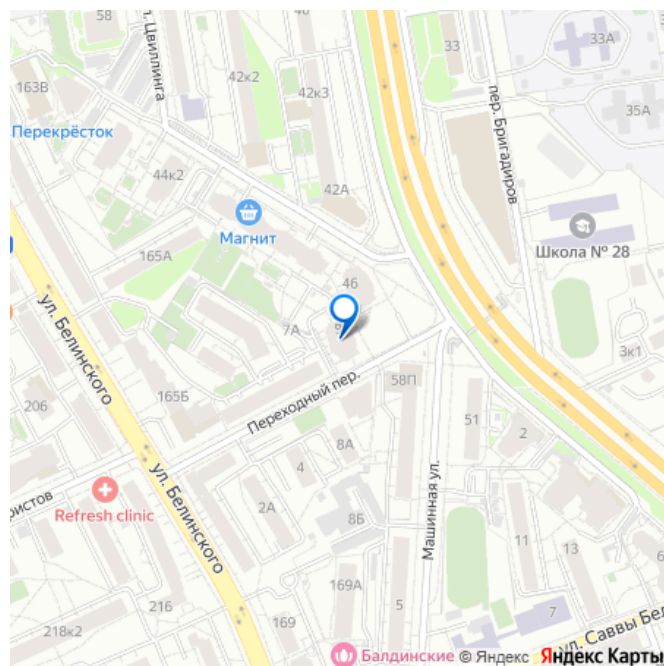 58
л. Цвиллинга
40
42к2
42к3
33
33А
163В
35А
пер. Бригадиров
Перекрёсток
44к2
42А
Магнит
Школа № 28
165А
46
7А
3к1
ул. Белинского
206
165Б
58П
Переходный пер.
51
2
8А
4
ул. Белинского
Refresh clinic
Машинная ул.
2А
8Б
11
13
169А
216
5
7
218к2
169
ул. Саввы Бел
Балдинские
© Яндекс
Яндекс Карты